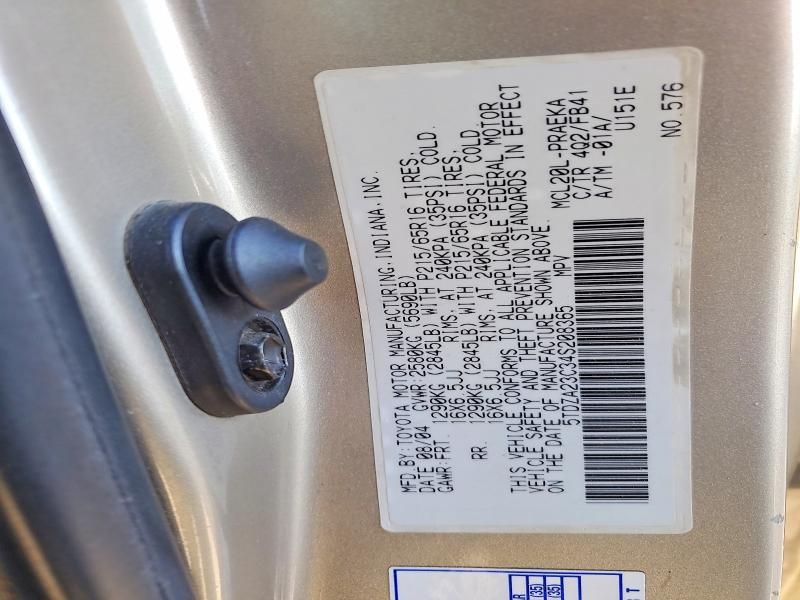 MFD.BY:TOYOTA MOTOR MANUFACTURING,INDIANA,INC.
DATE 08/04 GVWR:2580KG (5690LB)
GAWR:FRT. 1290KG (2845LB) WITH P215/65R16 TIRES,
16X6.5JJ RIMS, AT 240KPA (35PSI) COLD.
RR. 1290KG (2845LB) WITH P215/65R16 TIRES,
16X6.5JJ RIMS, AT 240KPA (35PSI) COLD.
THIS VEHICLE CONFORMS TO ALL APPLICABLE FEDERAL MOTOR
VEHICLE SAFETY AND THEFT PREVENTION STANDARDS IN EFFECT
ON THE DATE OF MANUFACTURE SHOWN ABOVE.
5TDZA23C34S208365 MPV
MCL20L-PRAEKA
C/TR 4Q2/FB41
A/TM -01A/
U151E
NO.576